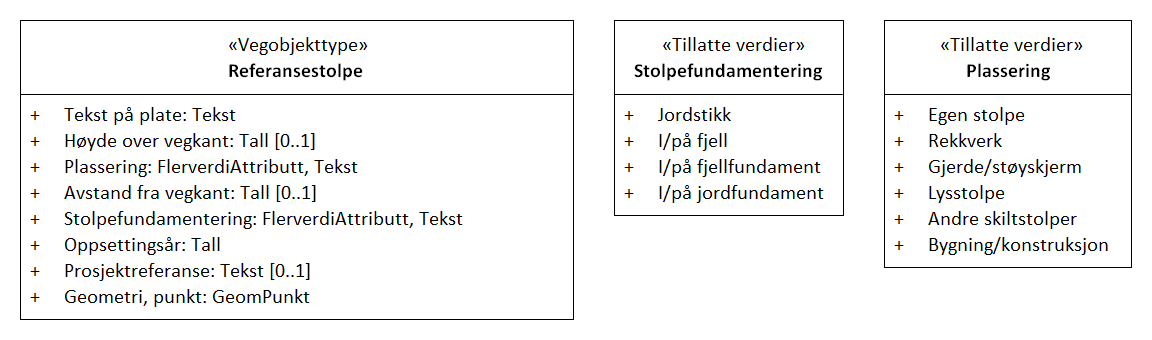 «Vegobjekttype»
Referansestolpe
+ Tekst på plate: Tekst
+ Høyde over vegkant: Tall [0..1]
+ Plassering: FlerverdiAttributt, Tekst
+ Avstand fra vegkant: Tall [0..1]
+ Stolpefundamentering: FlerverdiAttributt, Tekst
+ Oppsettingsår: Tall
+ Prosjektreferanse: Tekst [0..1]
+ Geometri, punkt: GeomPunkt
«Tillatte verdier»
Stolpefundamentering
+ Jordstikk
+ I/på fjell
+ I/på fjellfundament
+ I/på jordfundament
«Tillatte verdier»
Plassering
+ Egen stolpe
+ Rekkverk
+ Gjerde/støyskjerm
+ Lysstolpe
+ Andre skiltstolper
+ Bygning/konstruksjon